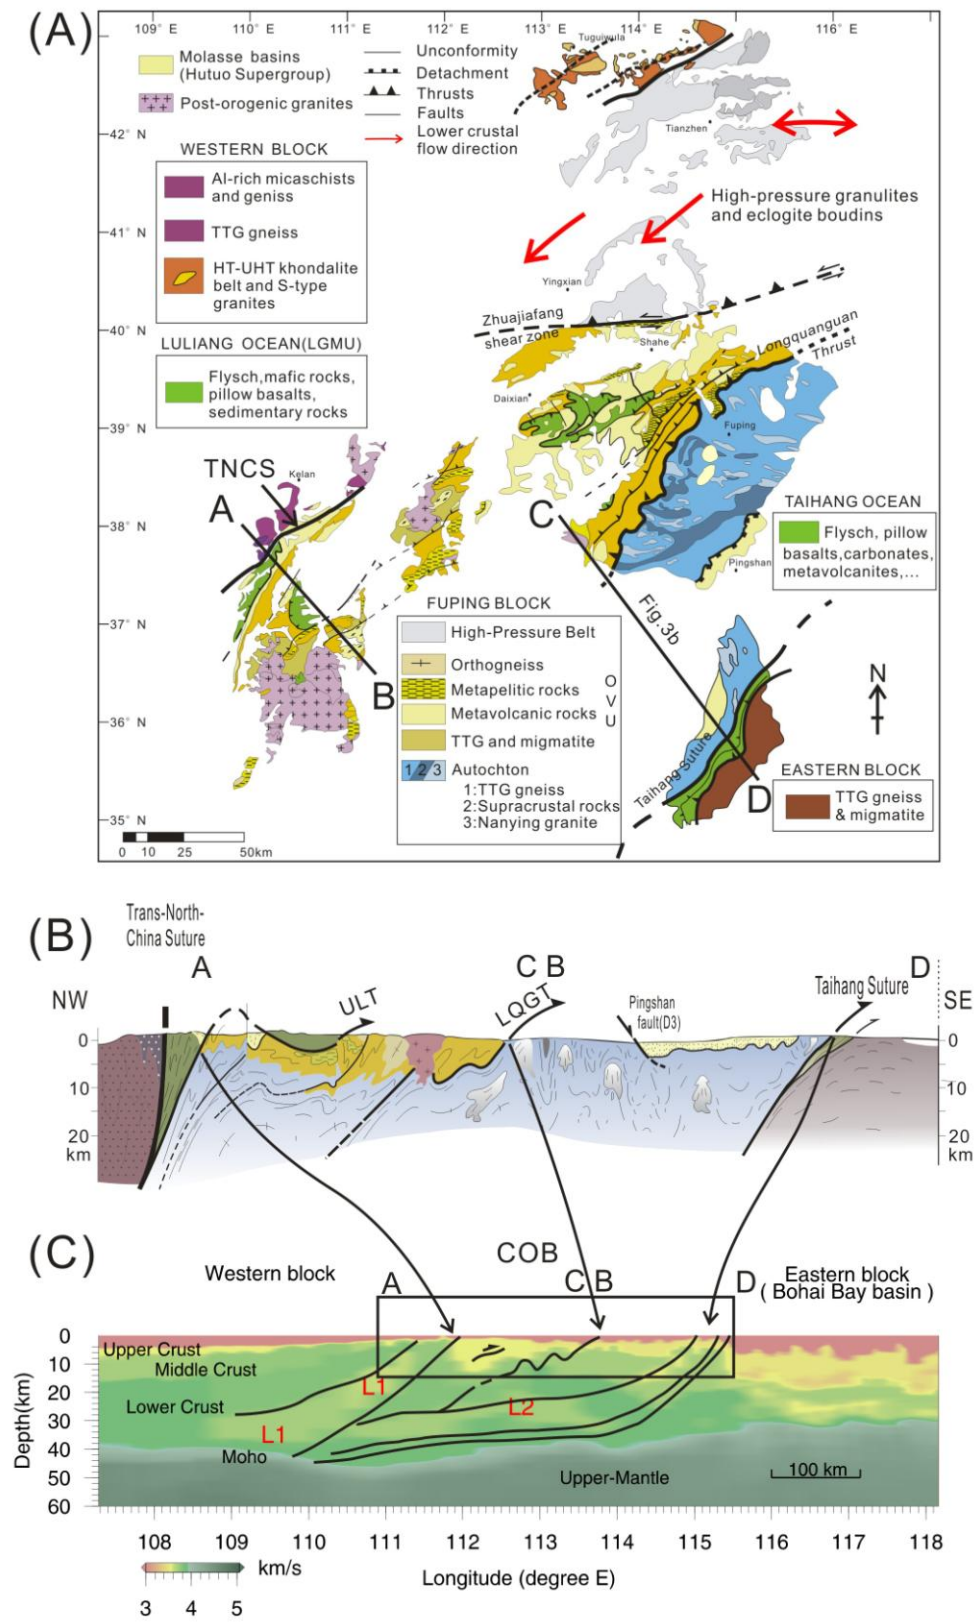 (A)
109° E
110° E
111° E
112° E
113° E
114° E
116° E
42° N
41° N
40° N
39° N
38° N
37° N
36° N
35° N
Molasse basins
(Hutuo Supergroup)
Post-orogenic granites
Unconformity
Detachment
Thrusts
Faults
Lower crustal
flow direction
WESTERN BLOCK
Al-rich micaschists
and geniss
TTG gneiss
HT-UHT khondalite
belt and S-type
granites
LULIANG OCEAN(LGMU)
Flysch,mafic rocks,
pillow basalts,
sedimentary rocks
Tuguiwula
Tianzhen
High-pressure granulites
and eclogite boudins
Yingxian
Zhuajiafang
shear zone
Shahe
Longquanguan
Thrust
Daixian
Fuping
TNCS
Kelan
A
B
C
D
Fig.3b
Pingshan
TAIHANG OCEAN
Flysch, pillow
basalts,carbonates,
metavolcanites,...
FUPING BLOCK
High-Pressure Belt
Orthogneiss
Metapelitic rocks
Metavolcanic rocks
TTG and migmatite
O
V
U
1 2 3 Autochton
1:TTG gneiss
2:Supracrustal rocks
3:Nanying granite
Taihang Suture
N
EASTERN BLOCK
TTG gneiss
& migmatite
0 10 25 50km
(B)
Trans-North-
China Suture
A
C B
D
NW
SE
ULT
LQGT
Pingshan
fault(D3)
Taihang Suture
0
10
20
km
0
10
20
km
(C)
COB
Western block
A
C B
D
Eastern block
( Bohai Bay basin )
Upper Crust
Middle Crust
Lower Crust
Moho
L1
L1
L2
Upper-Mantle
100 km
Depth(km)
0
10
20
30
40
50
60
108 109 110 111 112 113 114 115 116 117 118
Longitude (degree E)
km/s
3 4 5